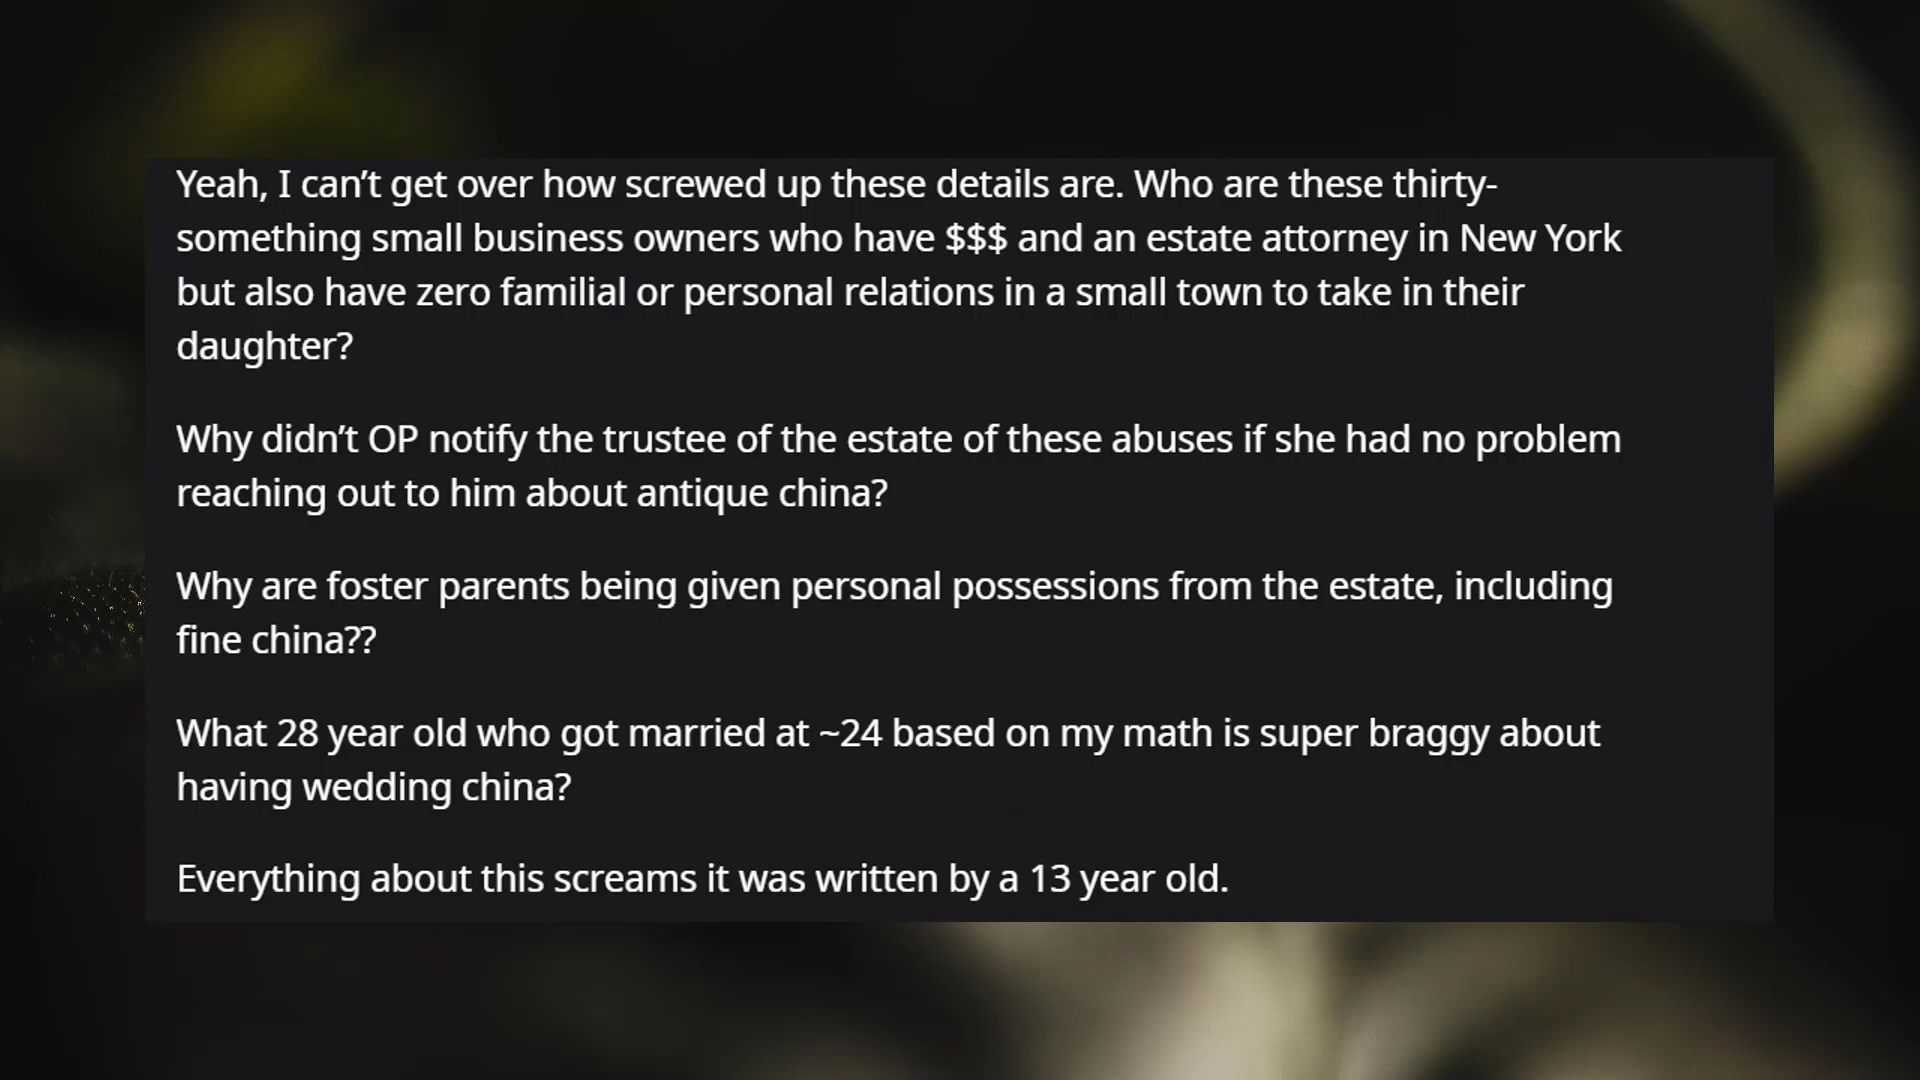 Yeah, I can’t get over how screwed up these details are. Who are these thirty-
something small business owners who have $$$ and an estate attorney in New York
but also have zero familial or personal relations in a small town to take in their
daughter?
Why didn’t OP notify the trustee of the estate of these abuses if she had no problem
reaching out to him about antique china?
Why are foster parents being given personal possessions from the estate, including
fine china??
What 28 year old who got married at ~24 based on my math is super braggy about
having wedding china?
Everything about this screams it was written by a 13 year old.